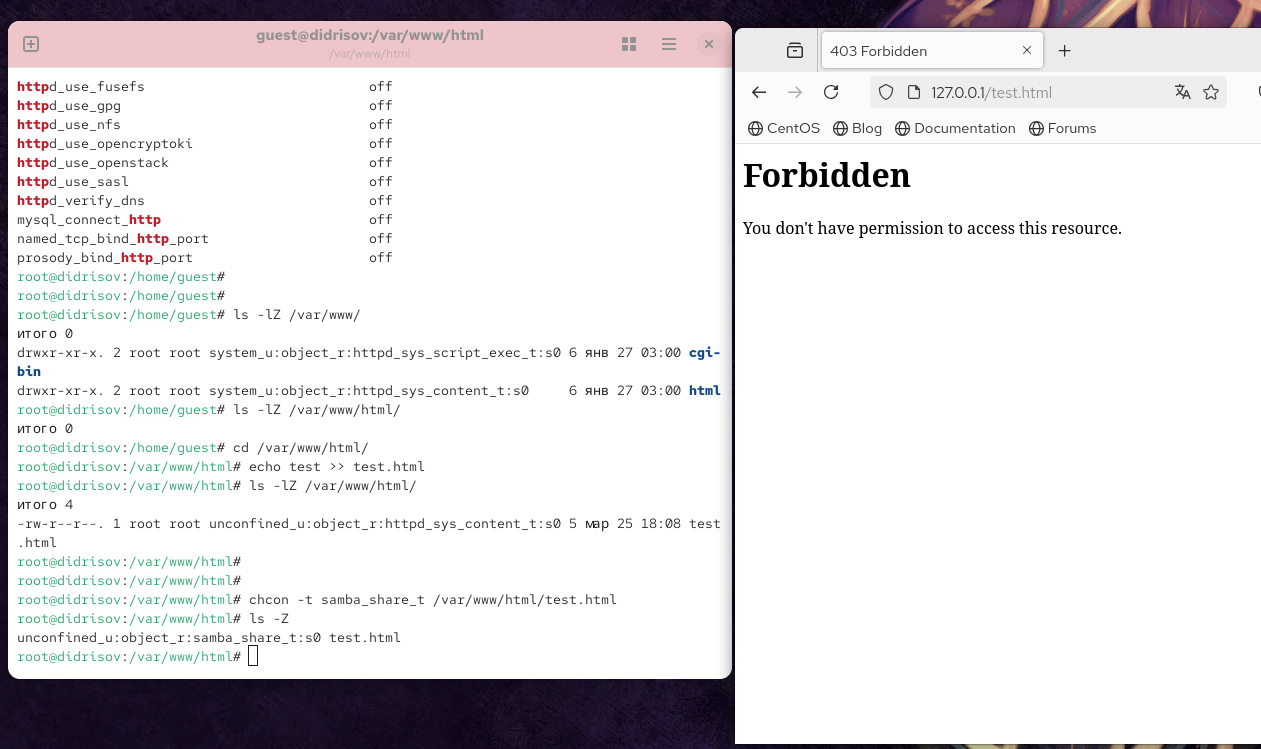 guest@didrisov:/var/www/html
/var/www/html
httpd_use_fusefs off
httpd_use_gpg off
httpd_use_nfs off
httpd_use_opencryptoki off
httpd_use_openstack off
httpd_use_sasl off
httpd_verify_dns off
mysql_connect_http off
named_tcp_bind_http_port off
prosody_bind_http_port off
root@didrisov:/home/guest#
root@didrisov:/home/guest#
root@didrisov:/home/guest# ls -lZ /var/www/
итого 0
drwxr-xr-x. 2 root root system_u:object_r:httpd_sys_script_exec_t:s0 6 янв 27 03:00 cgi-
bin
drwxr-xr-x. 2 root root system_u:object_r:httpd_sys_content_t:s0 6 янв 27 03:00 html
root@didrisov:/home/guest# ls -lZ /var/www/html/
итого 0
root@didrisov:/home/guest# cd /var/www/html/
root@didrisov:/var/www/html# echo test >> test.html
root@didrisov:/var/www/html# ls -lZ /var/www/html/
итого 4
-rw-r--r--. 1 root root unconfined_u:object_r:httpd_sys_content_t:s0 5 мар 25 18:08 test
.html
root@didrisov:/var/www/html#
root@didrisov:/var/www/html#
root@didrisov:/var/www/html# chcon -t samba_share_t /var/www/html/test.html
root@didrisov:/var/www/html# ls -Z
unconfined_u:object_r:samba_share_t:s0 test.html
root@didrisov:/var/www/html#
403 Forbidden
127.0.0.1/test.html
CentOS Blog Documentation Forums
Forbidden
You don't have permission to access this resource.